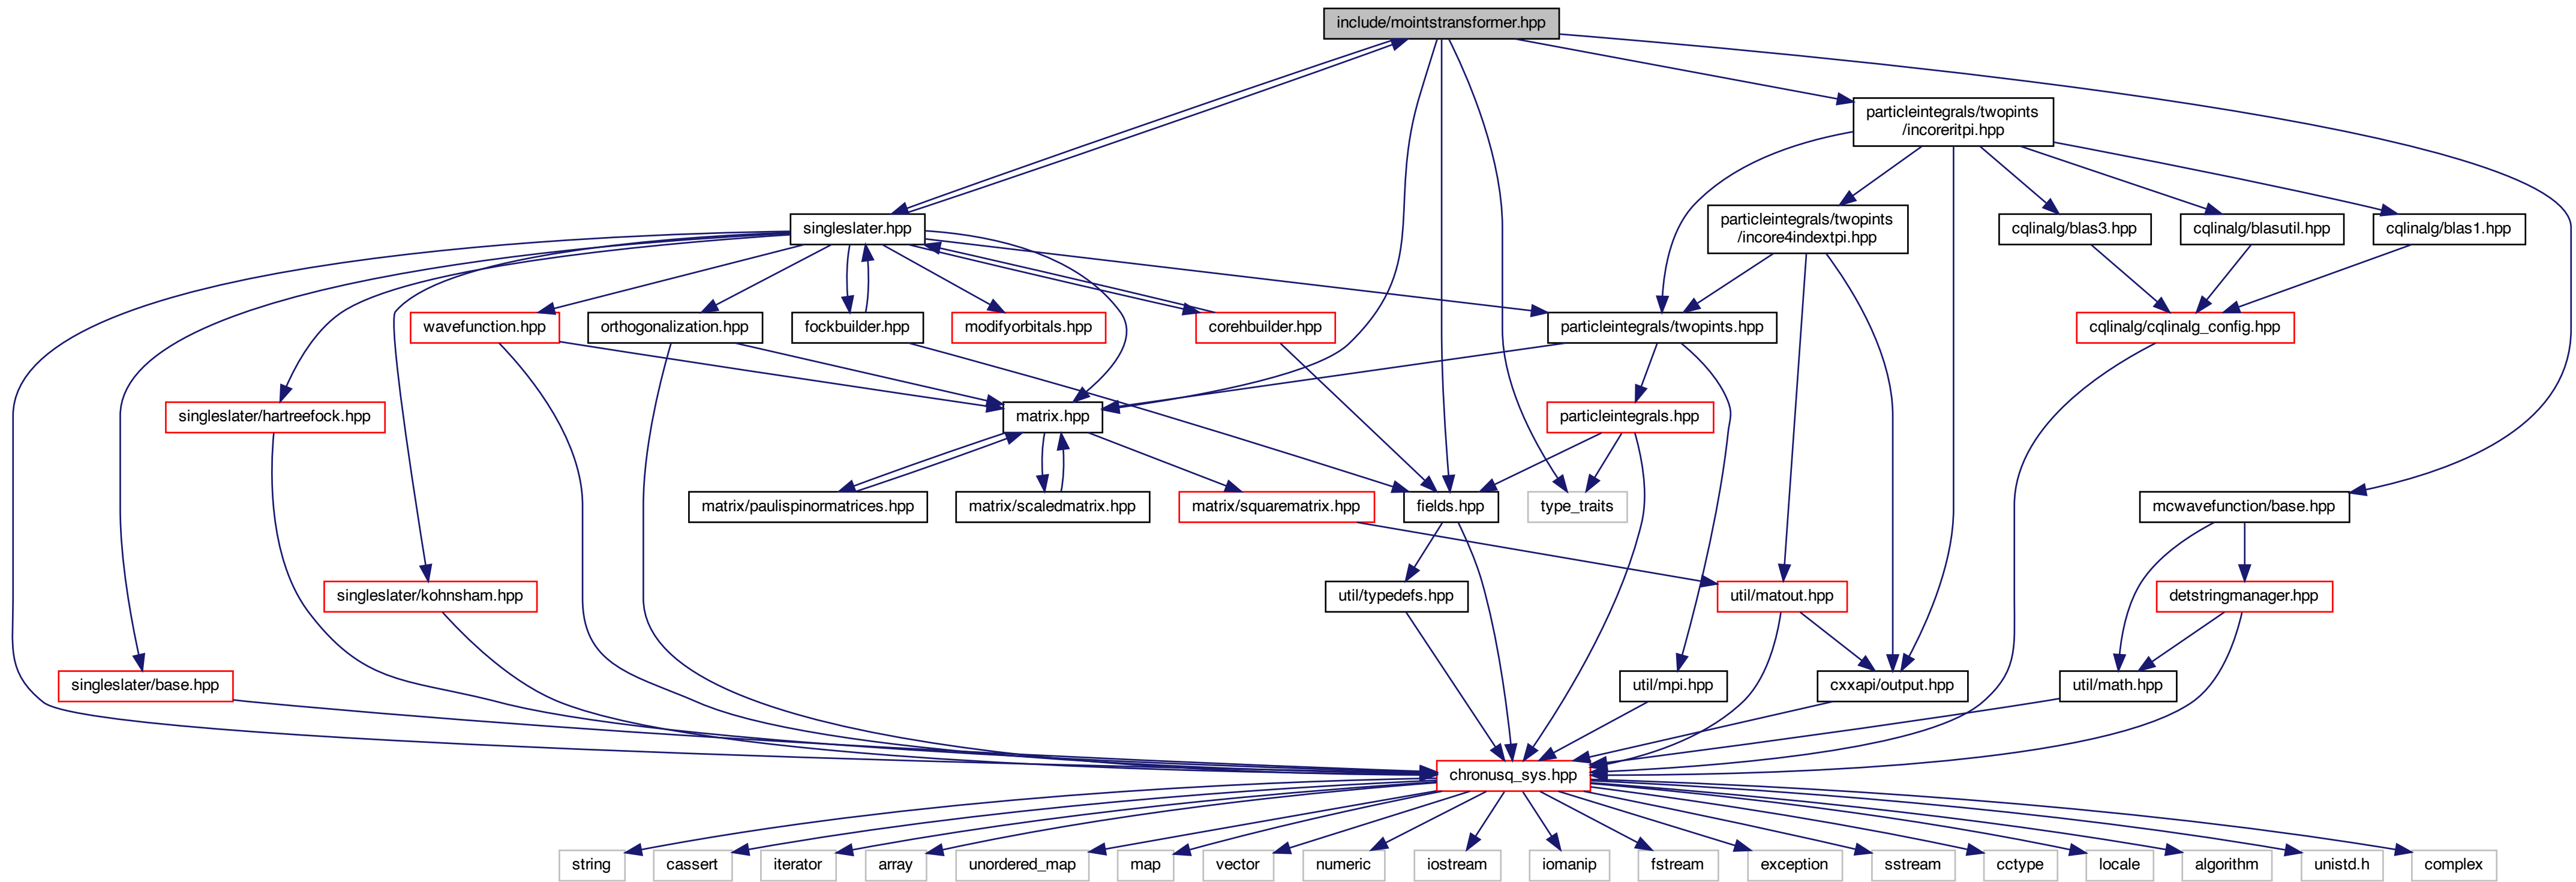 include/mointstransformer.hpp
particleintegrals/twopints
/incoreritpi.hpp
singleslater.hpp
particleintegrals/twopints
/incore4indextpi.hpp
cqlinalg/blas3.hpp
cqlinalg/blasutil.hpp
cqlinalg/blas1.hpp
wavefunction.hpp
orthogonalization.hpp
fockbuilder.hpp
modifyorbitals.hpp
corehbuilder.hpp
particleintegrals/twopints.hpp
cqlinalg/cqlinalg_config.hpp
singleslater/hartreefock.hpp
matrix.hpp
particleintegrals.hpp
matrix/paulispinormatrices.hpp
matrix/scaledmatrix.hpp
matrix/squarematrix.hpp
fields.hpp
type_traits
mcwavefunction/base.hpp
singleslater/kohnsham.hpp
util/typedefs.hpp
util/matout.hpp
detstringmanager.hpp
singleslater/base.hpp
util/mpi.hpp
cxxapi/output.hpp
util/math.hpp
chronusq_sys.hpp
string
cassert
iterator
array
unordered_map
map
vector
numeric
iostream
iomanip
fstream
exception
sstream
cctype
locale
algorithm
unistd.h
complex